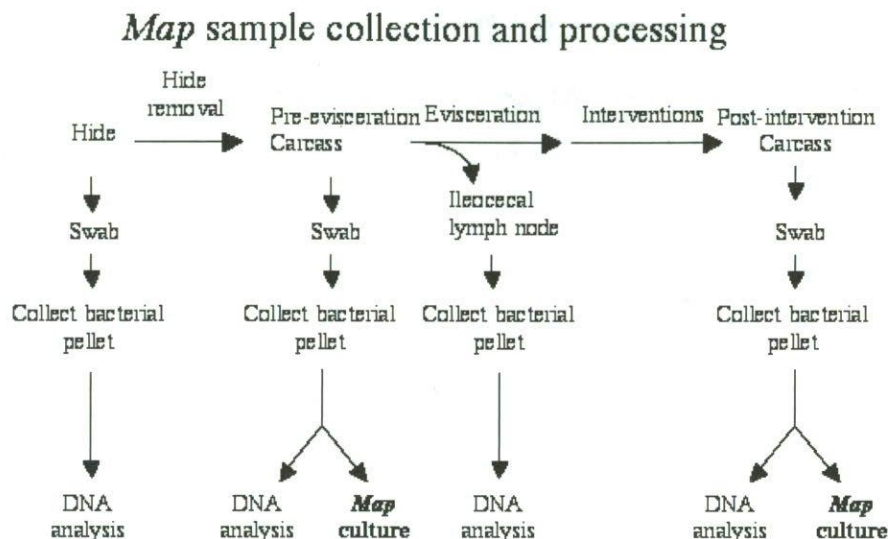 Map sample collection and processing
Hide
removal
Hide
Pre-evisceration
Carcass
Evisceration
Interventions
Post-intervention
Carcass
Ileocecal
lymph node
Swab
Swab
Swab
Collect bacterial
pellet
Collect bacterial
pellet
Collect bacterial
pellet
Collect bacterial
pellet
DNA
analysis
DNA
analysis
Map
culture
DNA
analysis
DNA
analysis
Map
culture